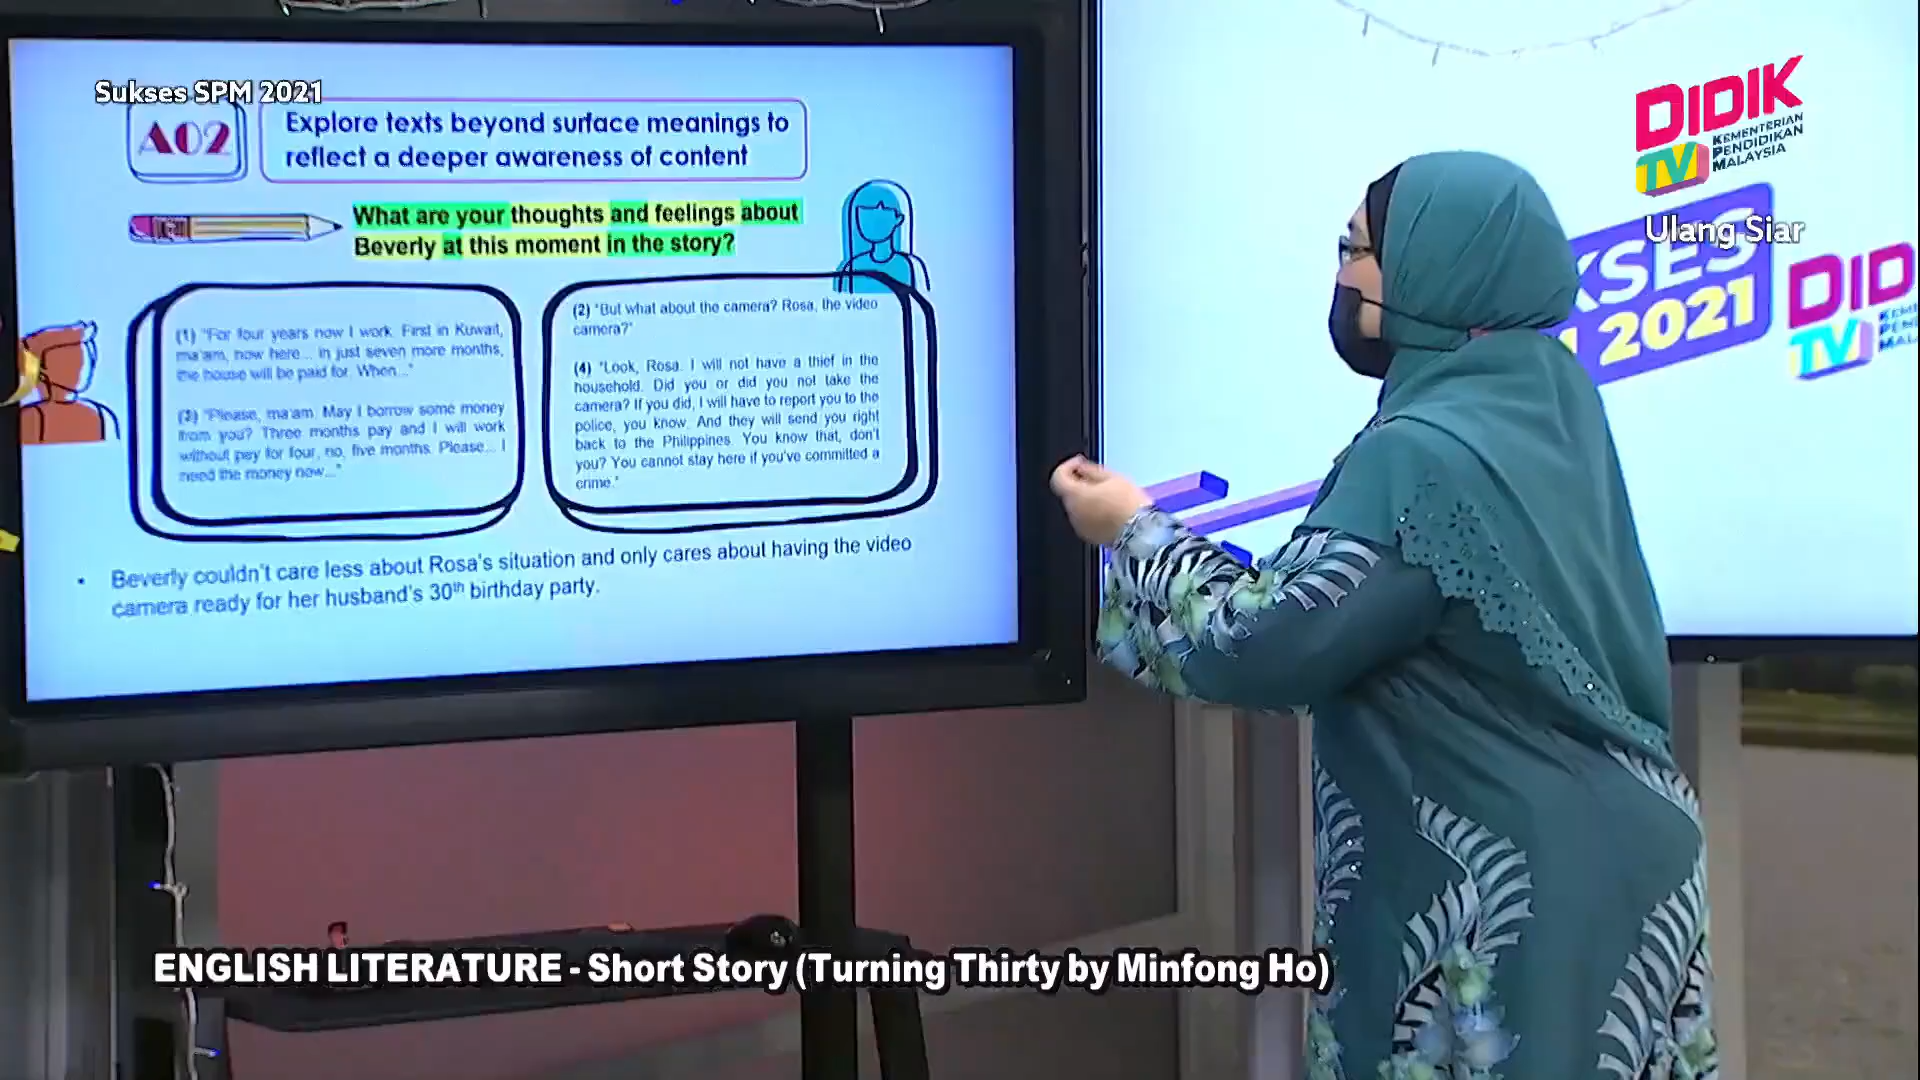 Sukses SPM 2021
AO2
Explore texts beyond surface meanings to
reflect a deeper awareness of content
What are your thoughts and feelings about
Beverly at this moment in the story?
(1) "For four years now I work. First in Kuwait,
ma'am, now here... in just seven more months,
the house will be paid for. When..."
(3) "Please, ma'am. May I borrow some money
from you? Three months pay and I will work
without pay for four, no, five months. Please... I
need the money now..."
(2) "But what about the camera? Rosa, the video
camera?"
(4) "Look, Rosa. I will not have a thief in the
household. Did you or did you not take the
camera? If you did, I will have to report you to the
police, you know. And they will send you right
back to the Philippines. You know that, don't
you? You cannot stay here if you've committed a
crime."
• Beverly couldn't care less about Rosa's situation and only cares about having the video
camera ready for her husband's 30th birthday party.
DIDIK
TV
KEMENTERIAN
PENDIDIKAN
MALAYSIA
Ulang Siar
KSES
2021
DID
TV
ENGLISH LITERATURE - Short Story (Turning Thirty by Minfong Ho)